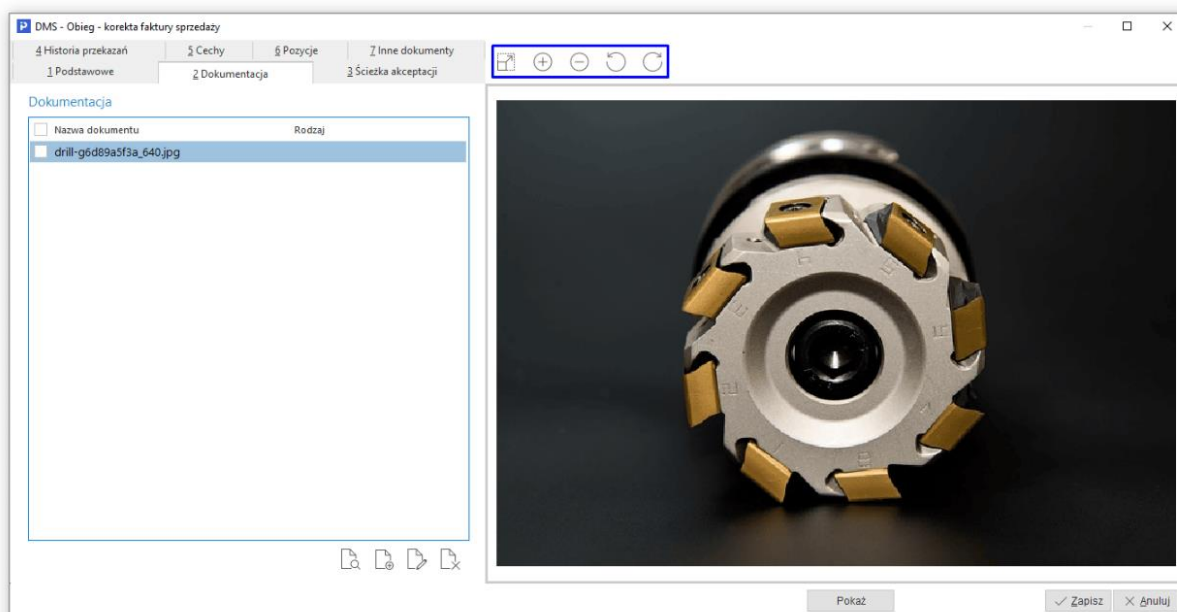 DMS - Obieg - korekta faktury sprzedaży
4 Historia przekazań 5 Cechy 6 Pozycje 7 Inne dokumenty
1 Podstawowe 2 Dokumentacja 3 Ścieżka akceptacji
Dokumentacja
Nazwa dokumentu Rodzaj
drill-g6d89a5f3a_640.jpg
Pokaż Zapisz Anuluj